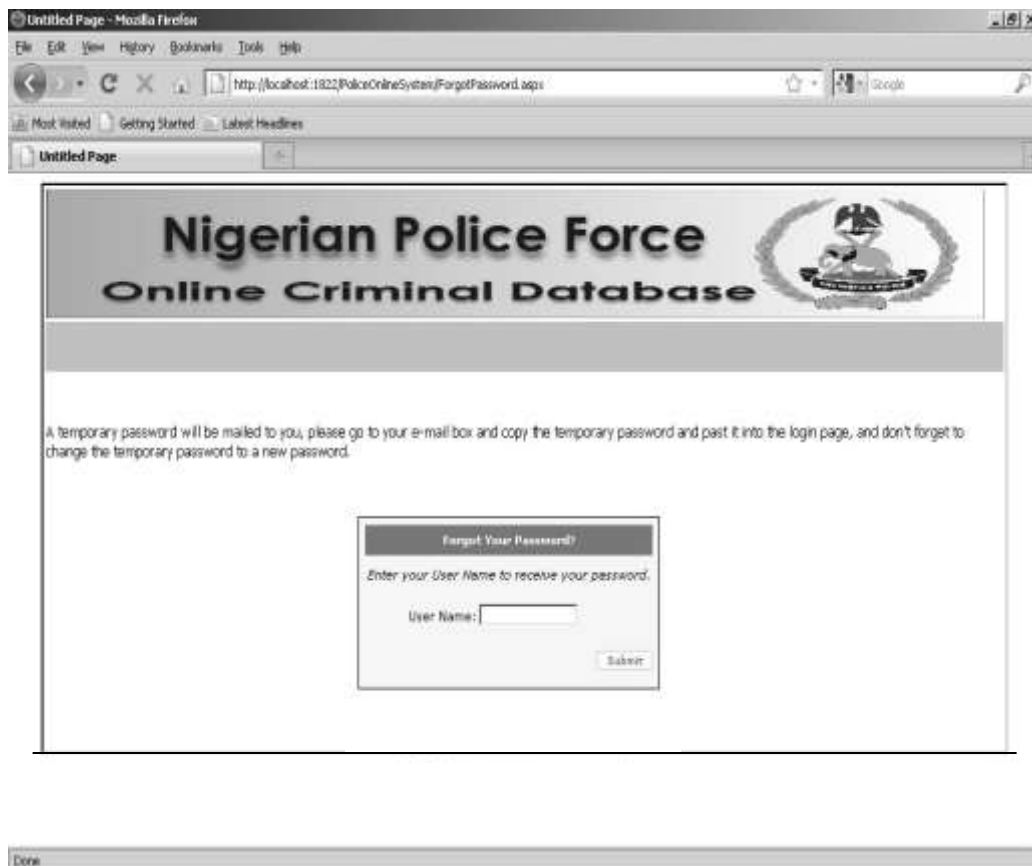 Untitled Page - Mozilla Firefox
File Edit View History Bookmarks Tools Help
http://localhost:1822/PoliceOnlineSystem/ForgotPassword.aspx
Google
Most Visited Getting Started Latest Headlines
Untitled Page
Nigerian Police Force
Online Criminal Database
A temporary password will be mailed to you, please go to your e-mail box and copy the temporary password and past it into the login page, and don't forget to
change the temporary password to a new password.
Forgot Your Password?
Enter your User Name to receive your password.
User Name:
Submit
Done